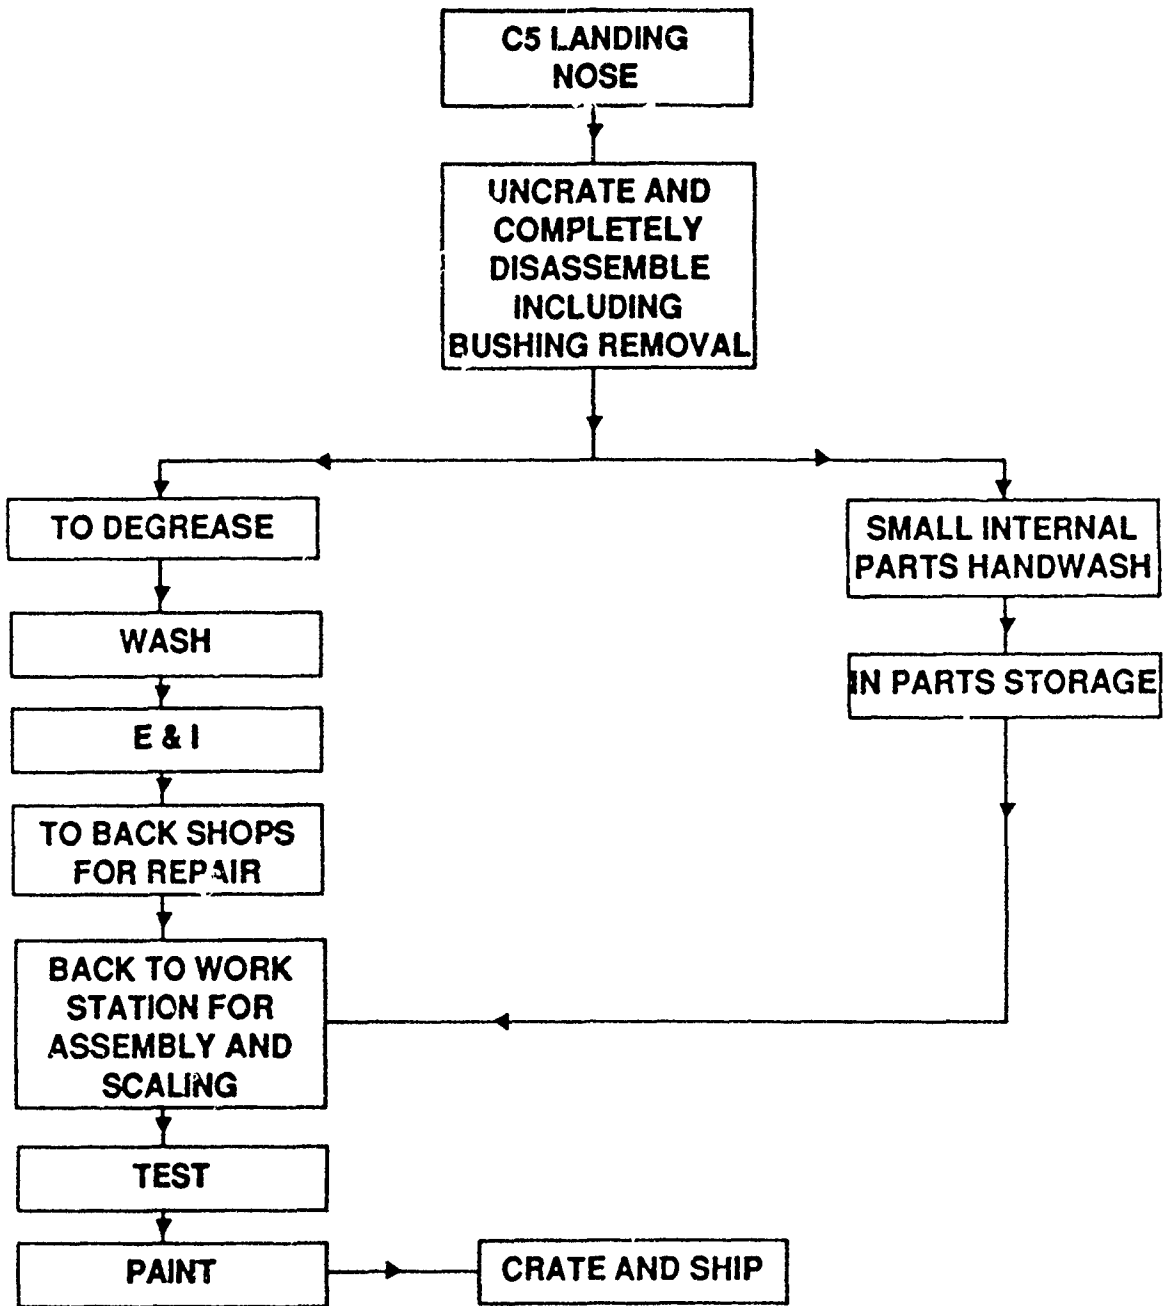 C5 LANDING
NOSE
UNCRATE AND
COMPLETELY
DISASSEMBLE
INCLUDING
BUSHING REMOVAL
TO DEGREASE
WASH
E & I
TO BACK SHOPS
FOR REPAIR
BACK TO WORK
STATION FOR
ASSEMBLY AND
SCALING
TEST
PAINT
SMALL INTERNAL
PARTS HANDWASH
IN PARTS STORAGE
CRATE AND SHIP